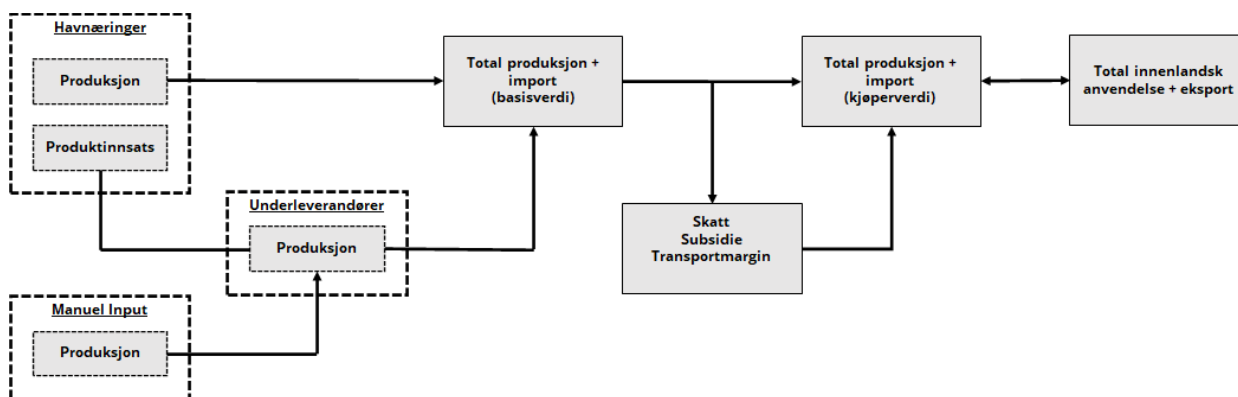 Havnæringer
Produksjon
Produktinnsats
Underleverandører
Produksjon
Manuel Input
Produksjon
Total produksjon +
import
(basisverdi)
Skatt
Subsidie
Transportmargin
Total produksjon +
import
(kjøperverdi)
Total innenlandsk
anvendelse + eksport